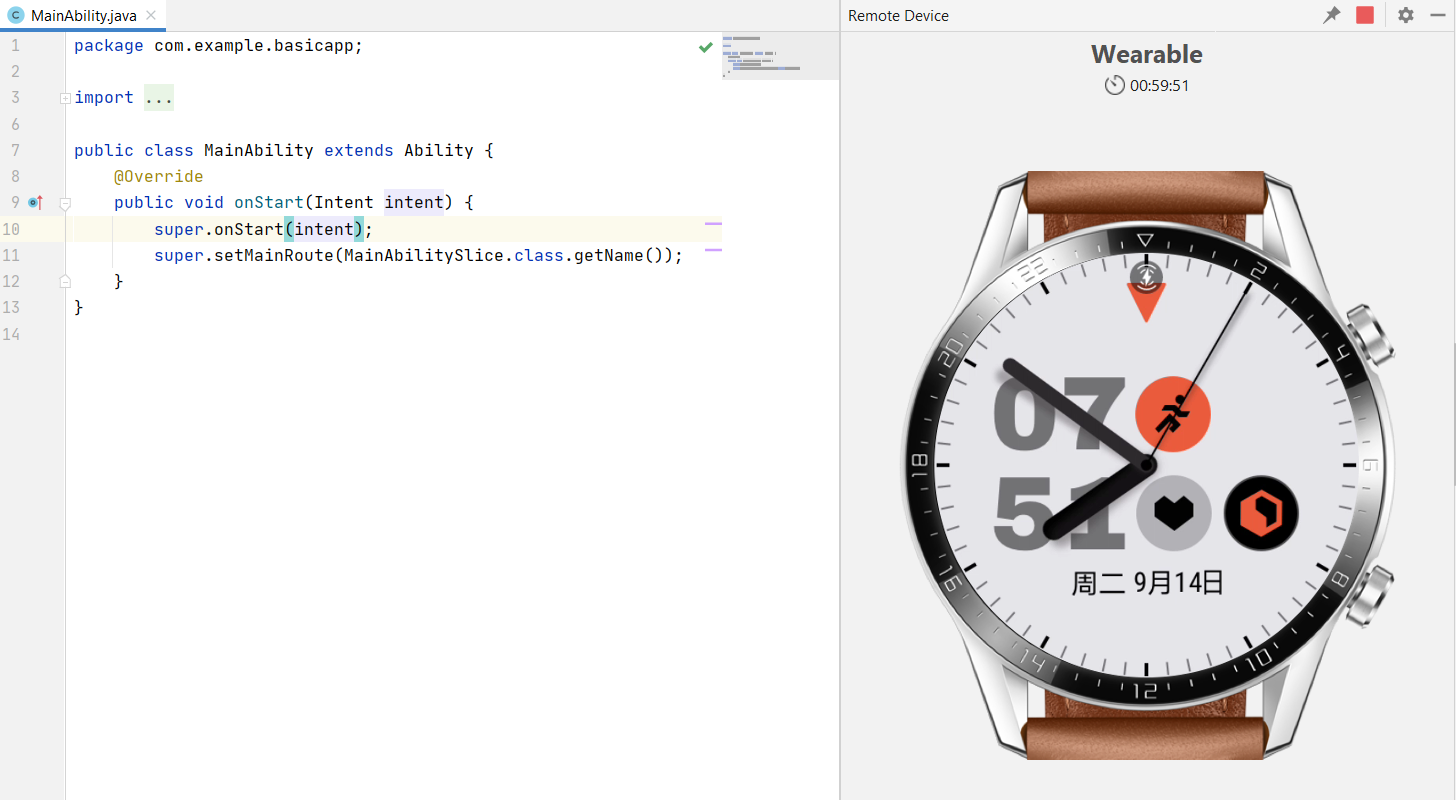 MainAbility.java
1 package com.example.basicapp;
2
3 import ...
6
7 public class MainAbility extends Ability {
8 @Override
9 public void onStart(Intent intent) {
10 super.onStart(intent);
11 super.setMainRoute(MainAbilitySlice.class.getName());
12 }
13 }
14
Remote Device
Wearable
00:59:51
22
2
20
4
07
18
6
51
16
8
周二 9月14日
14
10
12